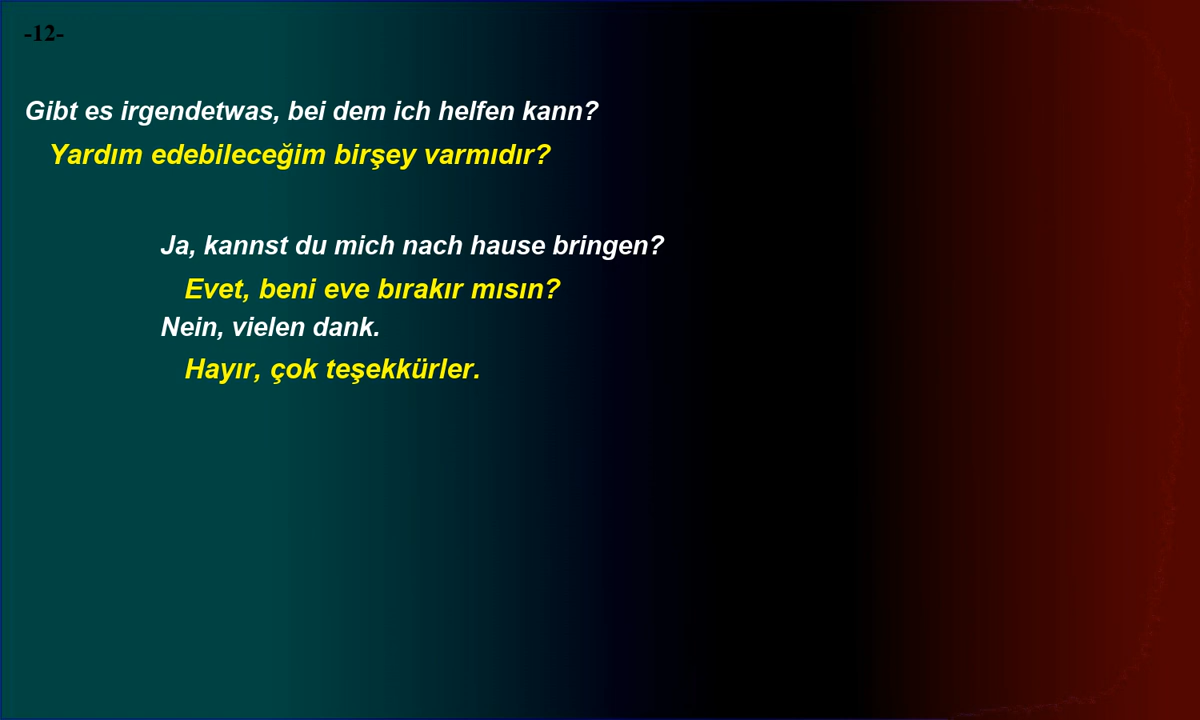 -12-
Gibt es irgendetwas, bei dem ich helfen kann?
Yardım edebileceğim birşey varmıdır?
Ja, kannst du mich nach hause bringen?
Evet, beni eve bırakır mısın?
Nein, vielen dank.
Hayır, çok teşekkürler.